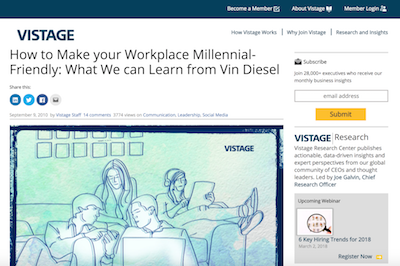 Become a Member
About Vistage
Member Login
VISTAGE
How Vistage Works
Why Join Vistage
Research and Insights
How to Make your Workplace Millennial-
Friendly: What We can Learn from Vin Diesel
Share this:
September 9, 2015 by Vistage Staff 14 comments 3774 views on Communication, Leadership, Social Media
VISTAGE
Subscribe
Join 28,000+ executives who receive our
monthly business insights
email address
Submit
VISTAGE Research
Vistage Research Center publishes
actionable, data-driven insights and
expert perspectives from our
global community of CEOs and thought
leaders. Led by Joe Galvin, Chief
Research Officer
Upcoming Webinar
6 Key Hiring Trends for 2018
March 2, 2018
Register Now